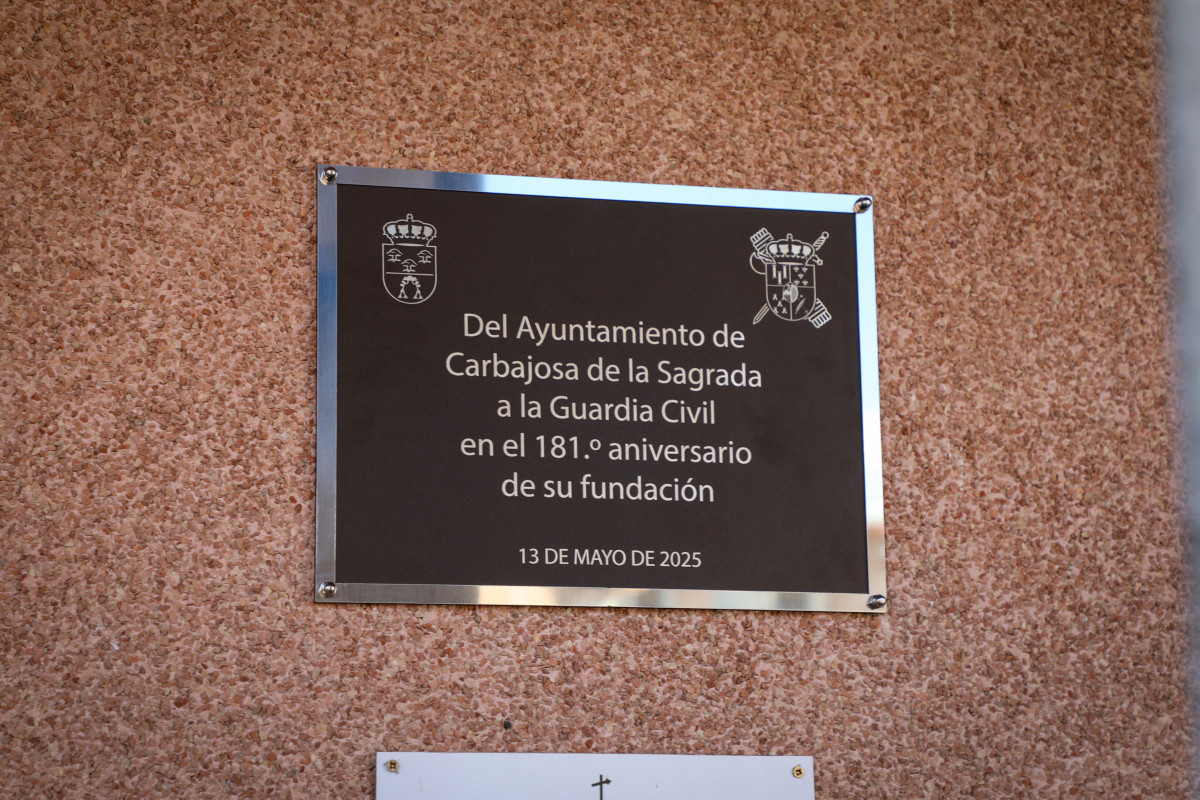 Del Ayuntamiento de
Carbajosa de la Sagrada
a la Guardia Civil
en el 181.º aniversario
de su fundación
13 DE MAYO DE 2025